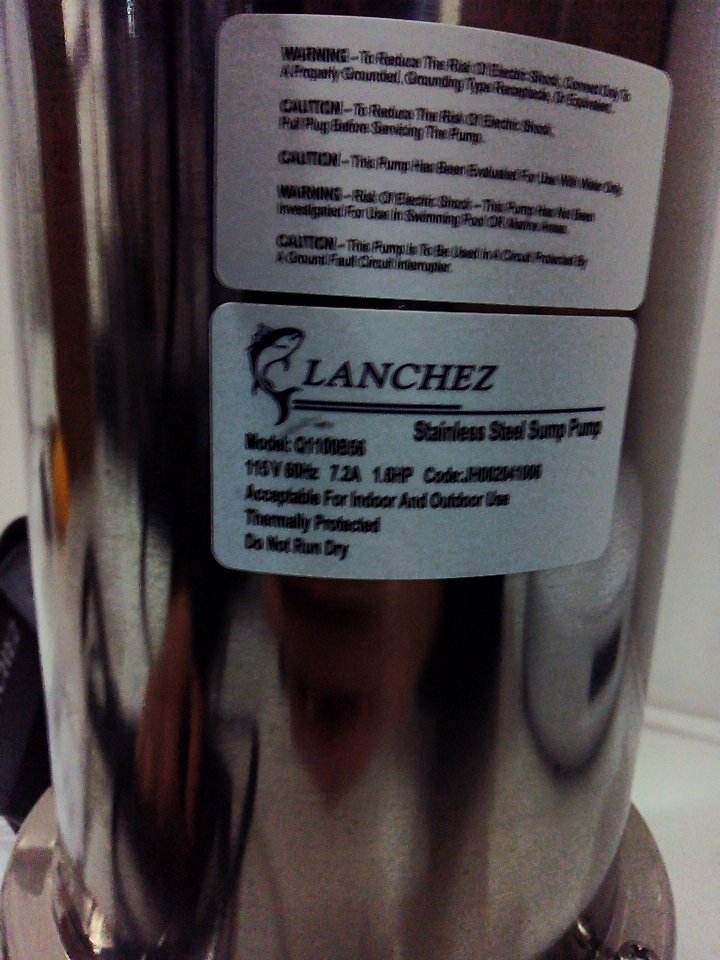 WARNING - To Reduce The Risk Of Electric Shock, Connect Only To
A Properly Grounded, Grounding Type Receptacle, Or Equivalent.
CAUTION - To Reduce The Risk Of Electric Shock,
Pull Plug Before Servicing The Pump.
CAUTION - This Pump Has Been Evaluated For Use With Water Only.
WARNING - Risk Of Electric Shock - This Pump Has Not Been
Investigated For Use In Swimming Pool OR Marine Areas.
CAUTION - This Pump Is To Be Used In A Circuit Protected By
A Ground Fault Circuit Interrupter.
LANCHEZ
Stainless Steel Sump Pump
Model:
115V 60Hz 7.2A 1.6HP Code:
Acceptable For Indoor And Outdoor Use
Thermally Protected
Do Not Run Dry